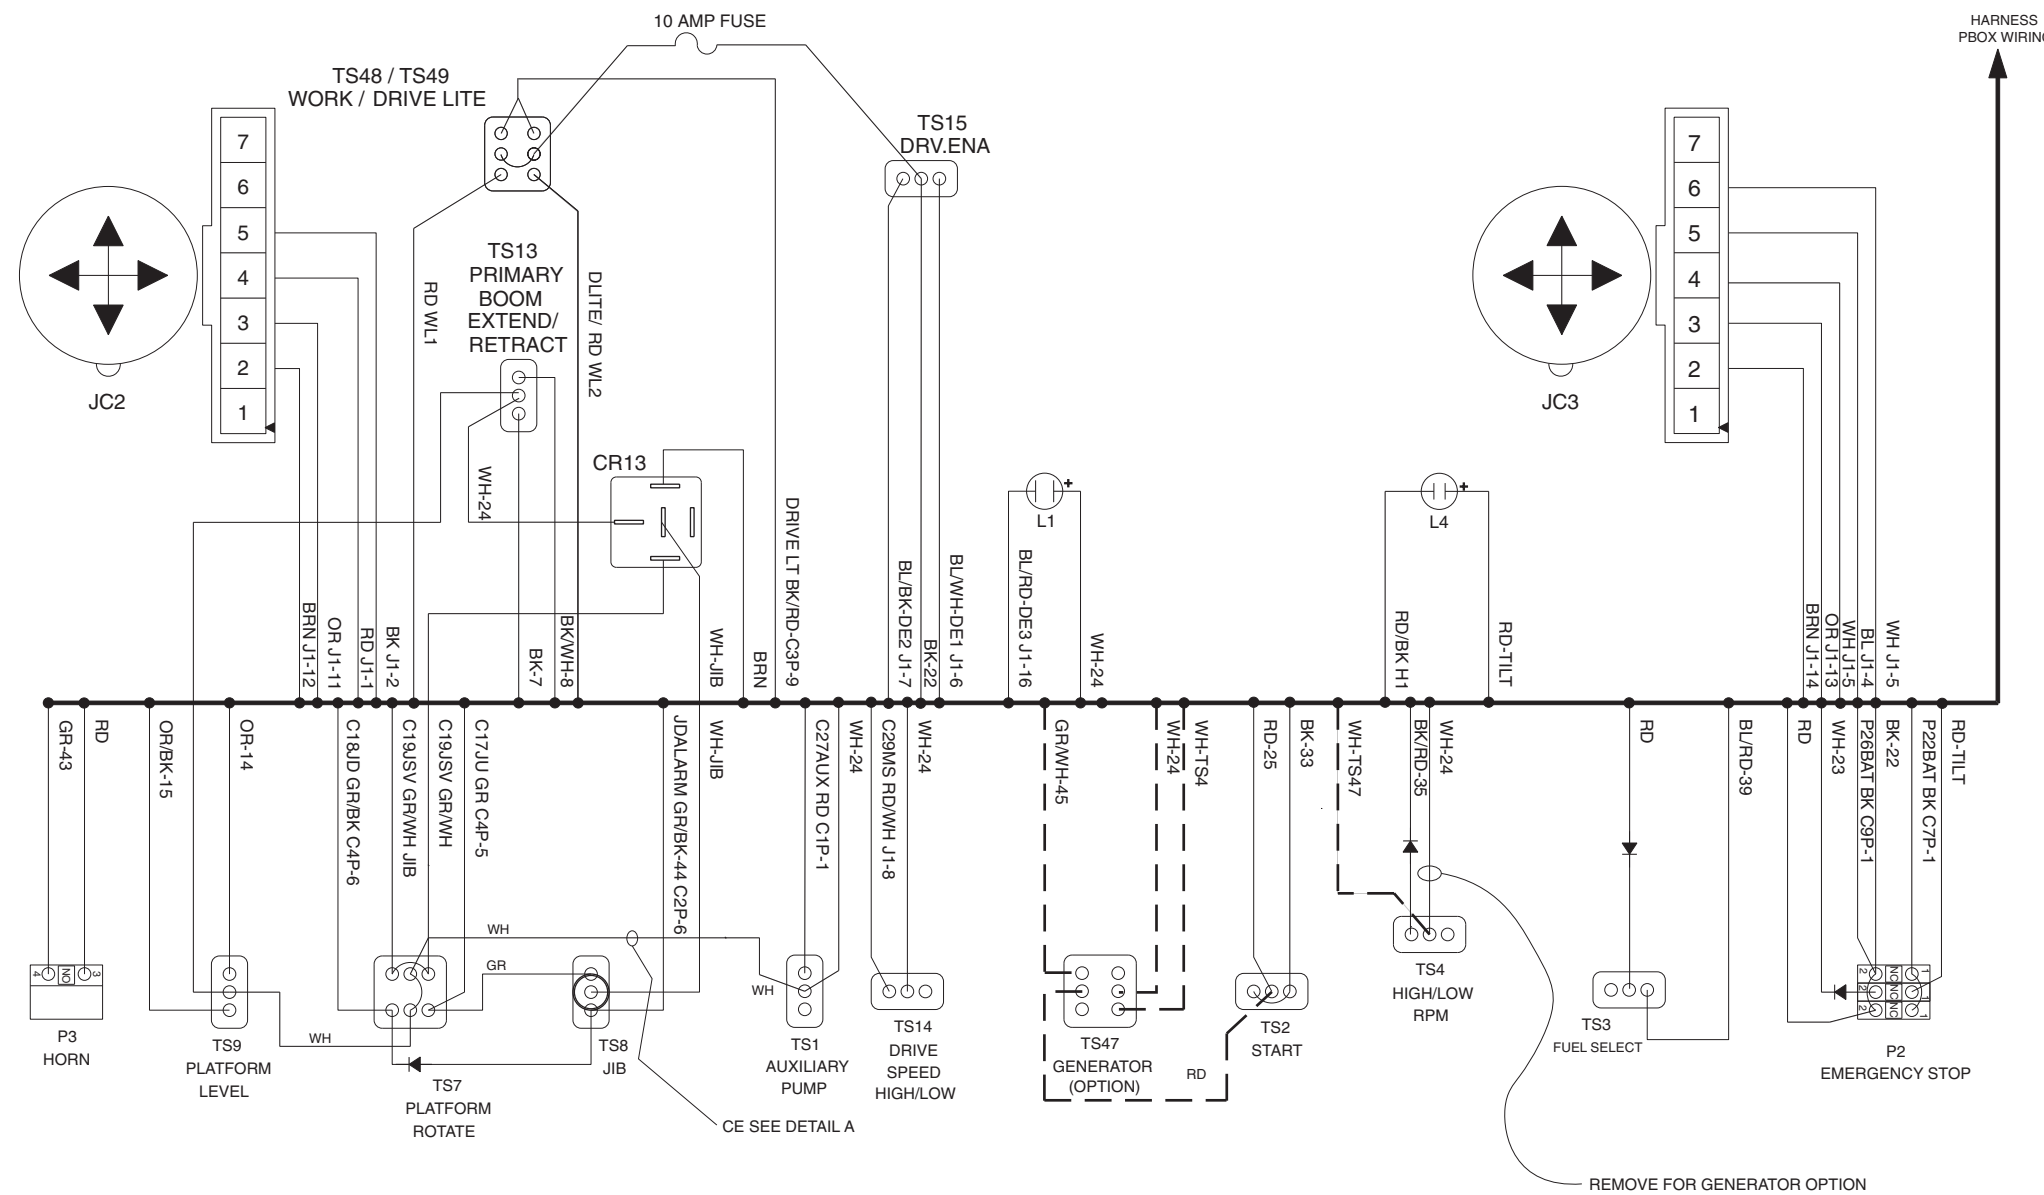 10 AMP FUSE
HARNESS
PBOX WIRING
TS48 / TS49
WORK / DRIVE LITE
TS15
DRV.ENA
7
6
5
4
3
2
1
JC2
TS13
PRIMARY
BOOM
EXTEND/
RETRACT
RD WL1
DLITE/ RD WL2
WH-24
CR13
7
6
5
4
3
2
1
JC3
+
L1
+
L4
BRN J1-12
OR J1-11
RD J1-1
BK J1-2
BK-7
BK/WH-8
WH-JIB
BRN
DRIVE LT BK/RD-C3P-9
BL/BK-DE2 J1-7
BK-22
BL/WH-DE1 J1-6
BL/RD-DE3 J1-16
WH-24
RD/BK H1
RD-TILT
BRN J1-14
OR J1-13
WH J1-5
BL J1-4
WH J1-5
GR-43
RD
OR/BK-15
OR-14
C18JD GR/BK C4P-6
C19JSV GR/WH JIB
C19JSV GR/WH
C17JU GR C4P-5
JDALARM GR/BK-44 C2P-6
WH-JIB
C27AUX RD C1P-1
WH-24
C29MS RD/WH J1-8
WH-24
GR/WH-45
WH-24
WH-TS4
RD-25
BK-33
WH-TS47
BK/RD-35
WH-24
RD
BL/RD-39
RD
WH-23
P26BAT BK C9P-1
BK-22
P22BAT BK C7P-1
RD-TILT
WH
GR
WH
WH
RD
4
NO
3
P3
HORN
TS9
PLATFORM
LEVEL
TS7
PLATFORM
ROTATE
TS8
JIB
CE SEE DETAIL A
TS1
AUXILIARY
PUMP
TS14
DRIVE
SPEED
HIGH/LOW
TS47
GENERATOR
(OPTION)
TS2
START
TS4
HIGH/LOW
RPM
TS3
FUEL SELECT
2
NC
1
2
NC
1
2
NC
1
P2
EMERGENCY STOP
REMOVE FOR GENERATOR OPTION